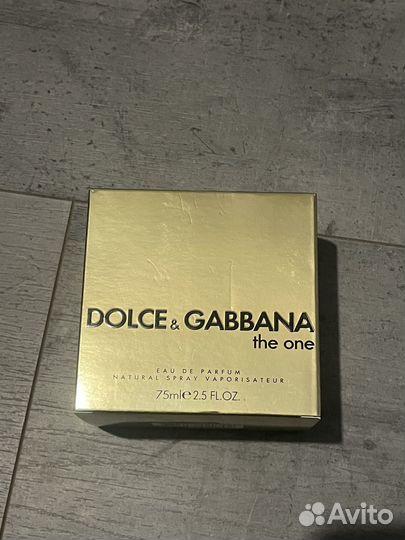 DOLCE & GABBANA
the one
EAU DE PARFUM
NATURAL SPRAY VAPORISATEUR
75ml℮2.5 FL.OZ.
Avito